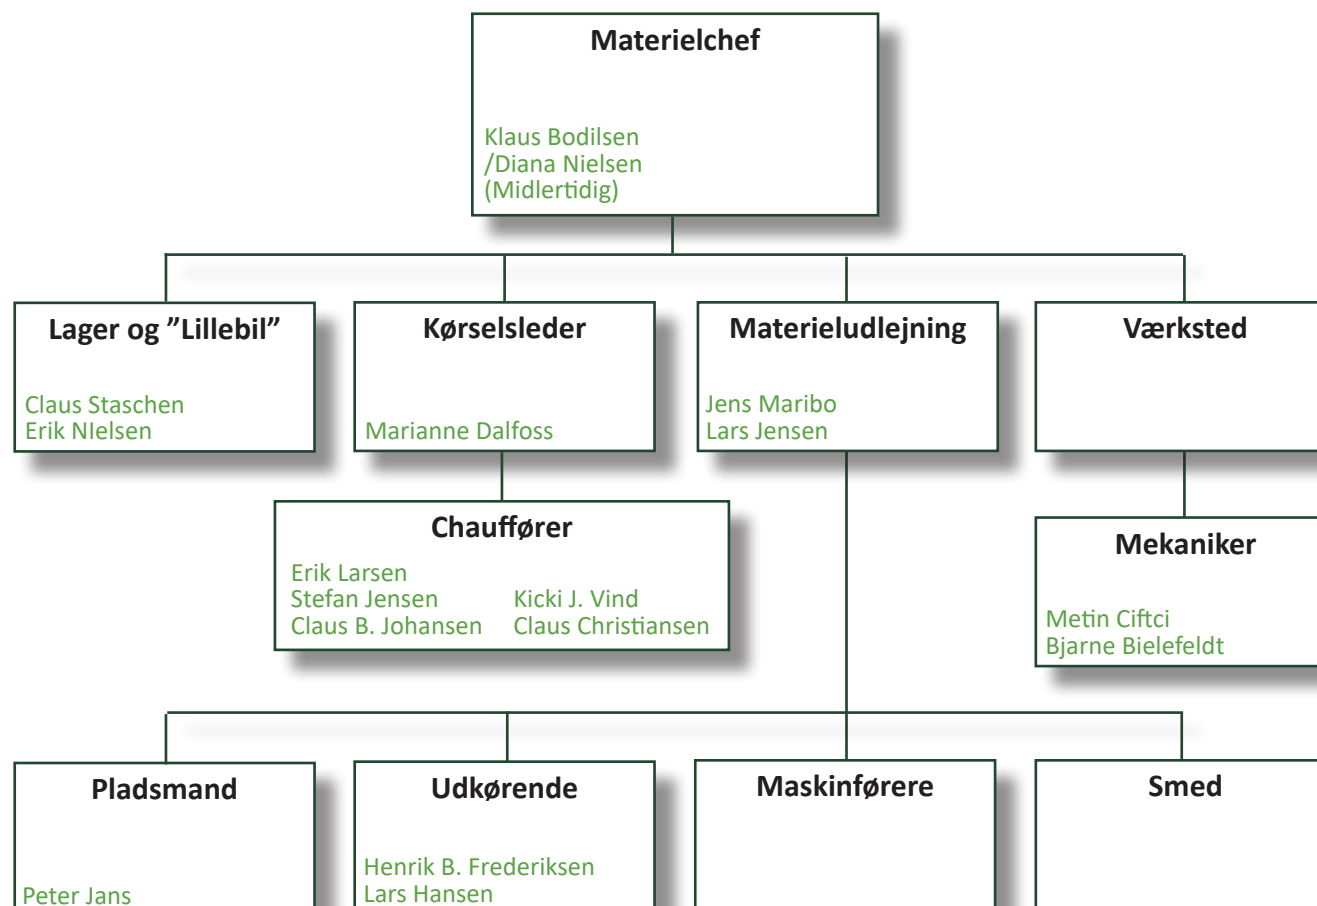 Materielchef
Klaus Bodilsen
/Diana Nielsen
(Midlertidig)
Lager og ”Lillebil”
Claus Staschen
Erik NIelsen
Kørselsleder
Marianne Dalfoss
Materieludlejning
Jens Maribo
Lars Jensen
Værksted
Chauffører
Erik Larsen
Stefan Jensen
Claus B. Johansen
Kicki J. Vind
Claus Christiansen
Mekaniker
Metin Ciftci
Bjarne Bielefeldt
Pladsmand
Peter Jans
Udkørende
Henrik B. Frederiksen
Lars Hansen
Maskinførere
Smed